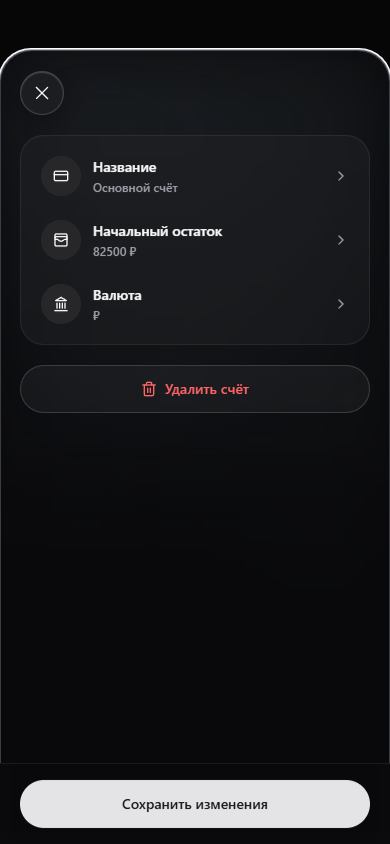 Название
Основной счёт
Начальный остаток
82500 ₽
Валюта
₽
Удалить счёт
Сохранить изменения